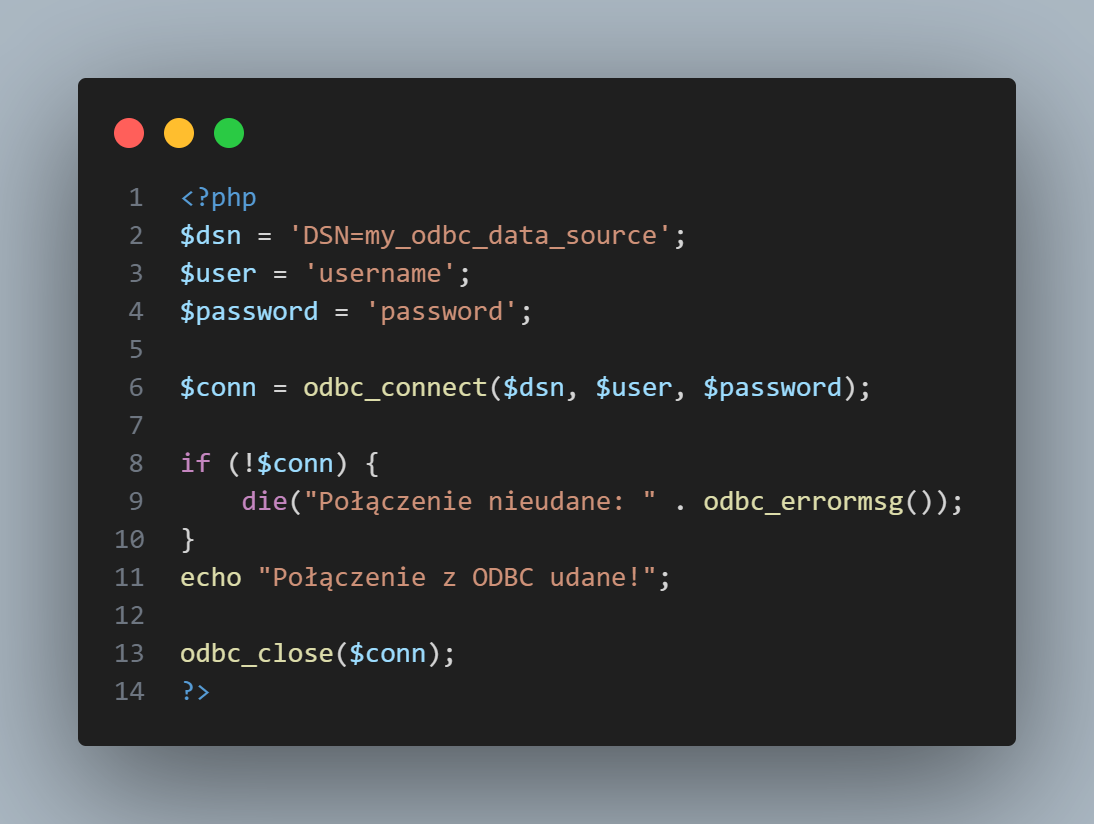 1 <?php
2 $dsn = 'DSN=my_odbc_data_source';
3 $user = 'username';
4 $password = 'password';
5
6 $conn = odbc_connect($dsn, $user, $password);
7
8 if (!$conn) {
9     die("Połączenie nieudane: " . odbc_errormsg());
10 }
11 echo "Połączenie z ODBC udane!";
12
13 odbc_close($conn);
14 ?>